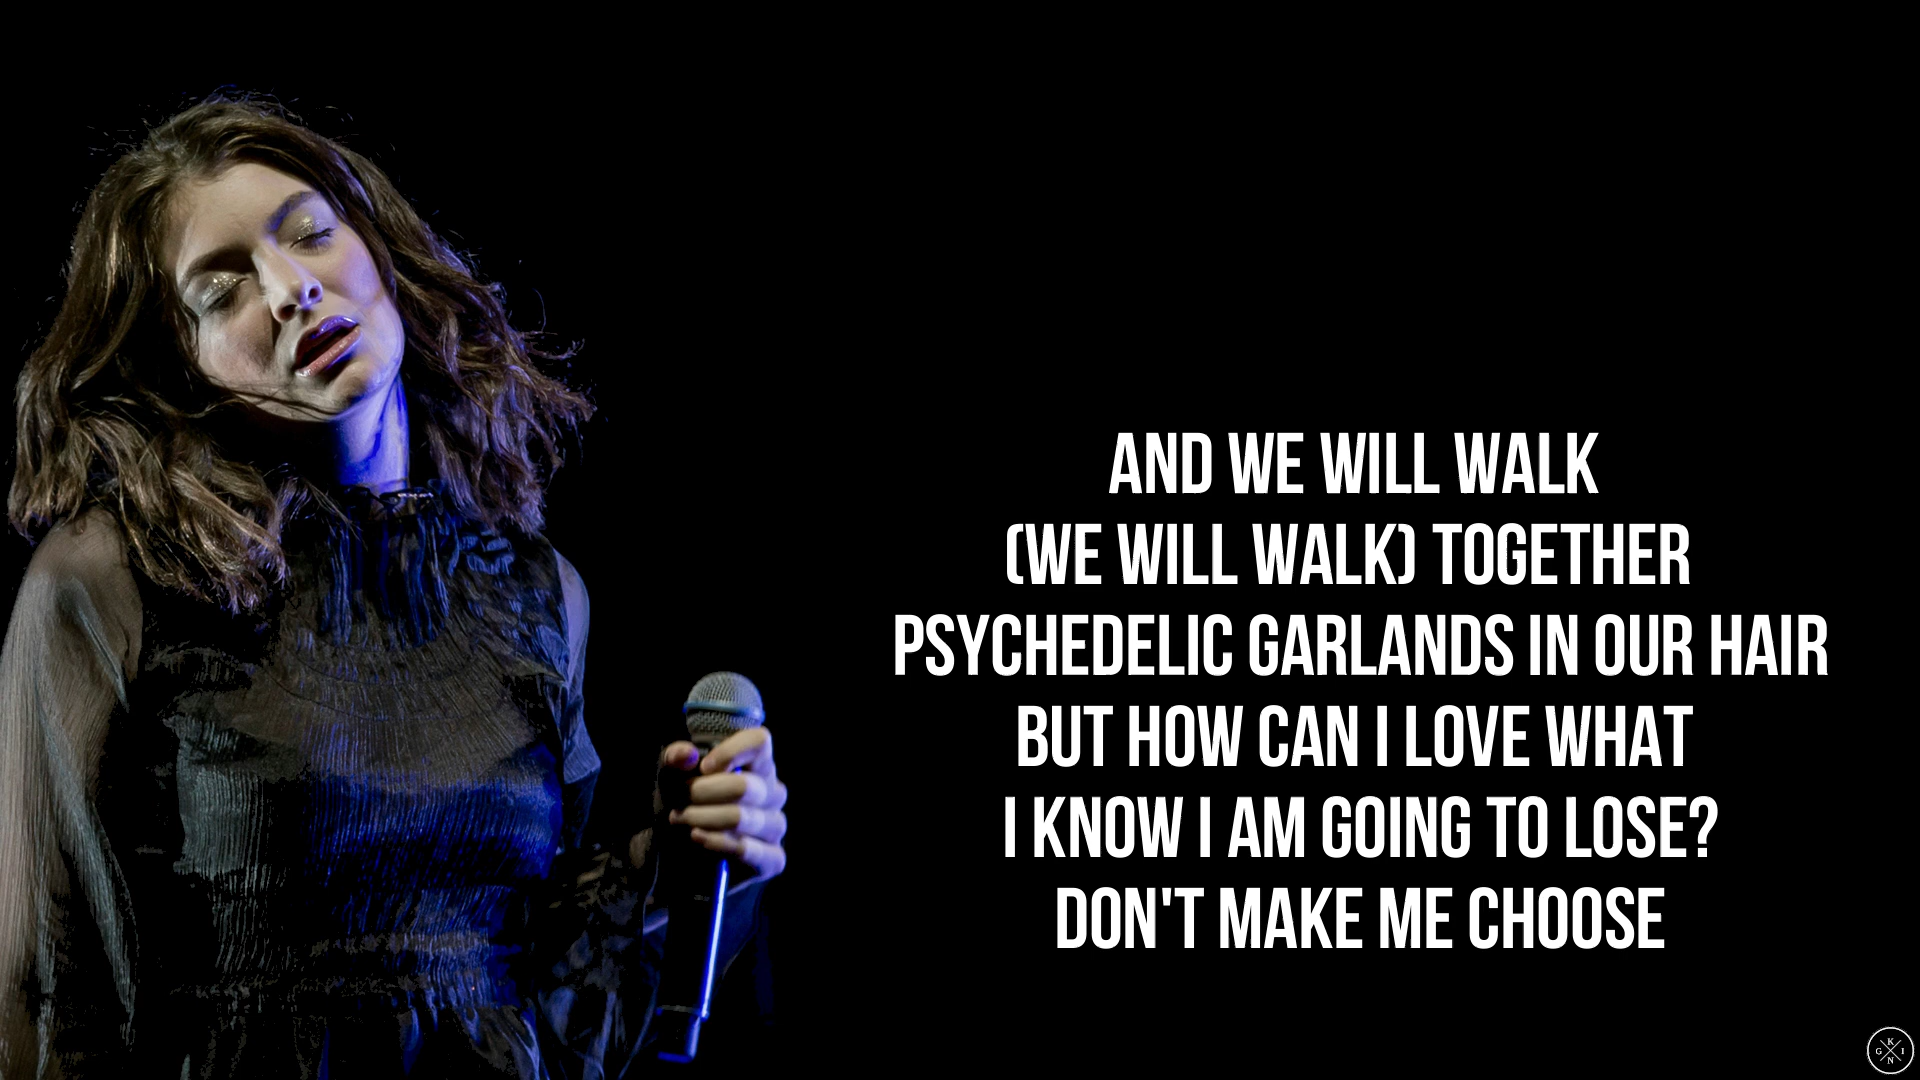 AND WE WILL WALK
(WE WILL WALK) TOGETHER
PSYCHEDELIC GARLANDS IN OUR HAIR
BUT HOW CAN I LOVE WHAT
I KNOW I AM GOING TO LOSE?
DON'T MAKE ME CHOOSE
K
G I
N